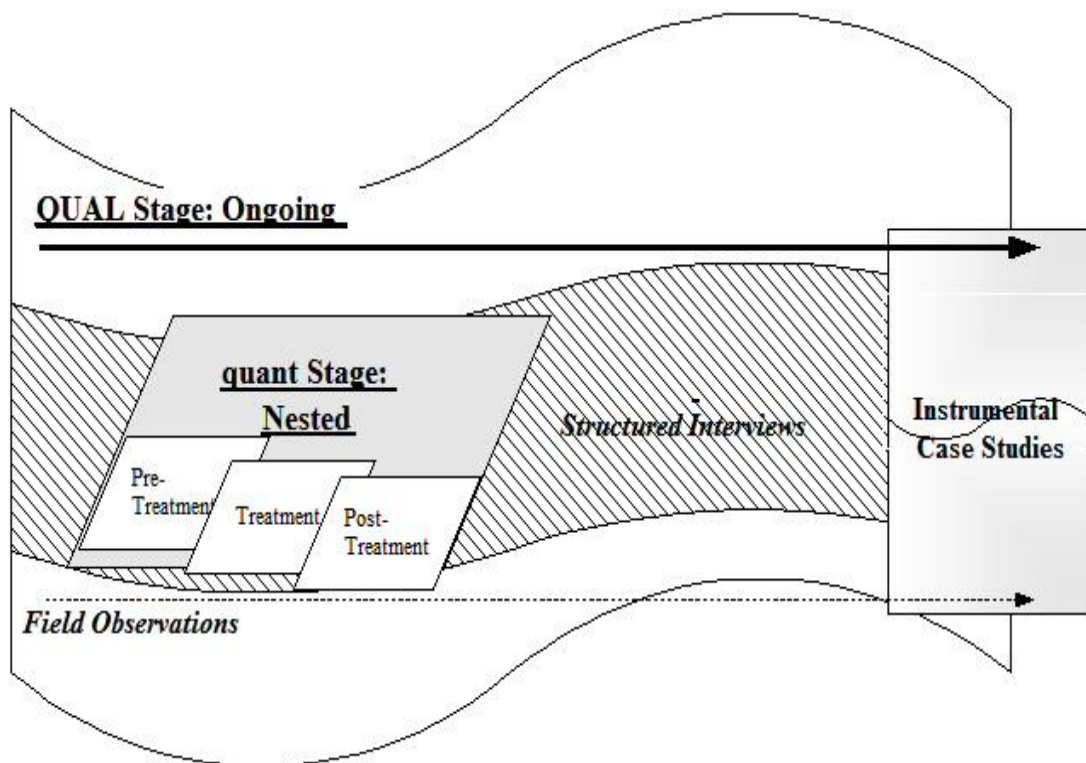 QUAL Stage: Ongoing
quant Stage:
Nested
Pre-
Treatment
Treatment
Post-
Treatment
Structured Interviews
Instrumental
Case Studies
Field Observations